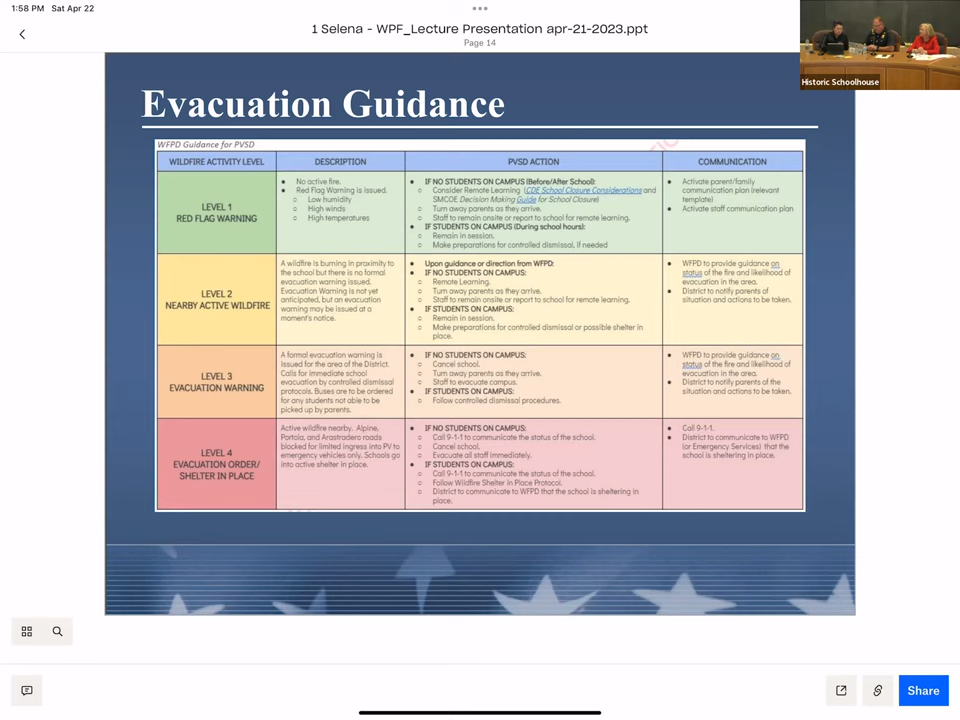 1:58 PM Sat Apr 22
1 Selena - WPF_Lecture Presentation apr-21-2023.ppt
Page 14
Historic Schoolhouse
Evacuation Guidance
WFPD Guidance for PVSD
WILDFIRE ACTIVITY LEVEL
DESCRIPTION
PVSD ACTION
COMMUNICATION
LEVEL 1
RED FLAG WARNING
● No active fire.
● Red Flag Warning is issued.
○ Low humidity
○ High winds
○ High temperatures
● IF NO STUDENTS ON CAMPUS (Before/After School):
○ Consider Remote Learning (CDE School Closure Considerations and
SMCOE Decision Making Guide for School Closure)
○ Turn away parents as they arrive.
○ Staff to remain onsite or report to school for remote learning.
● IF STUDENTS ON CAMPUS (During school hours):
○ Remain in session.
○ Make preparations for controlled dismissal, if needed
● Activate parent/family
communication plan (relevant
template)
● Activate staff communication plan
LEVEL 2
NEARBY ACTIVE WILDFIRE
A wildfire is burning in proximity to
the school but there is no formal
evacuation warning issued.
Evacuation Warning is not yet
anticipated, but an evacuation
warning may be issued at a
moment's notice.
● Upon guidance or direction from WFPD:
● IF NO STUDENTS ON CAMPUS:
○ Remote Learning.
○ Turn away parents as they arrive.
○ Staff to remain onsite or report to school for remote learning.
● IF STUDENTS ON CAMPUS:
○ Remain in session.
○ Make preparations for controlled dismissal or possible shelter in
place.
● WFPD to provide guidance on
status of the fire and likelihood of
evacuation in the area.
● District to notify parents of
situation and actions to be taken.
LEVEL 3
EVACUATION WARNING
A formal evacuation warning is
issued for the area of the District.
Calls for immediate school
evacuation by controlled dismissal
protocols. Buses are to be ordered
for any students not able to be
picked up by parents.
● IF NO STUDENTS ON CAMPUS:
○ Cancel school.
○ Turn away parents as they arrive.
○ Staff to evacuate campus.
● IF STUDENTS ON CAMPUS:
○ Follow controlled dismissal procedures.
● WFPD to provide guidance on
status of the fire and likelihood of
evacuation in the area.
● District to notify parents of the
situation and actions to be taken.
LEVEL 4
EVACUATION ORDER/
SHELTER IN PLACE
Active wildfire nearby. Alpine,
Portola, and Arastradero roads
blocked for limited ingress into PV to
emergency vehicles only. Schools go
into active shelter in place.
● IF NO STUDENTS ON CAMPUS:
○ Call 9-1-1 to communicate the status of the school.
○ Cancel school.
○ Evacuate all staff immediately.
● IF STUDENTS ON CAMPUS:
○ Call 9-1-1 to communicate the status of the school.
○ Follow Wildfire Shelter in Place Protocol.
○ District to communicate to WFPD that the school is sheltering in
place.
● Call 9-1-1.
● District to communicate to WFPD
(or Emergency Services) that the
school is sheltering in place.
Share